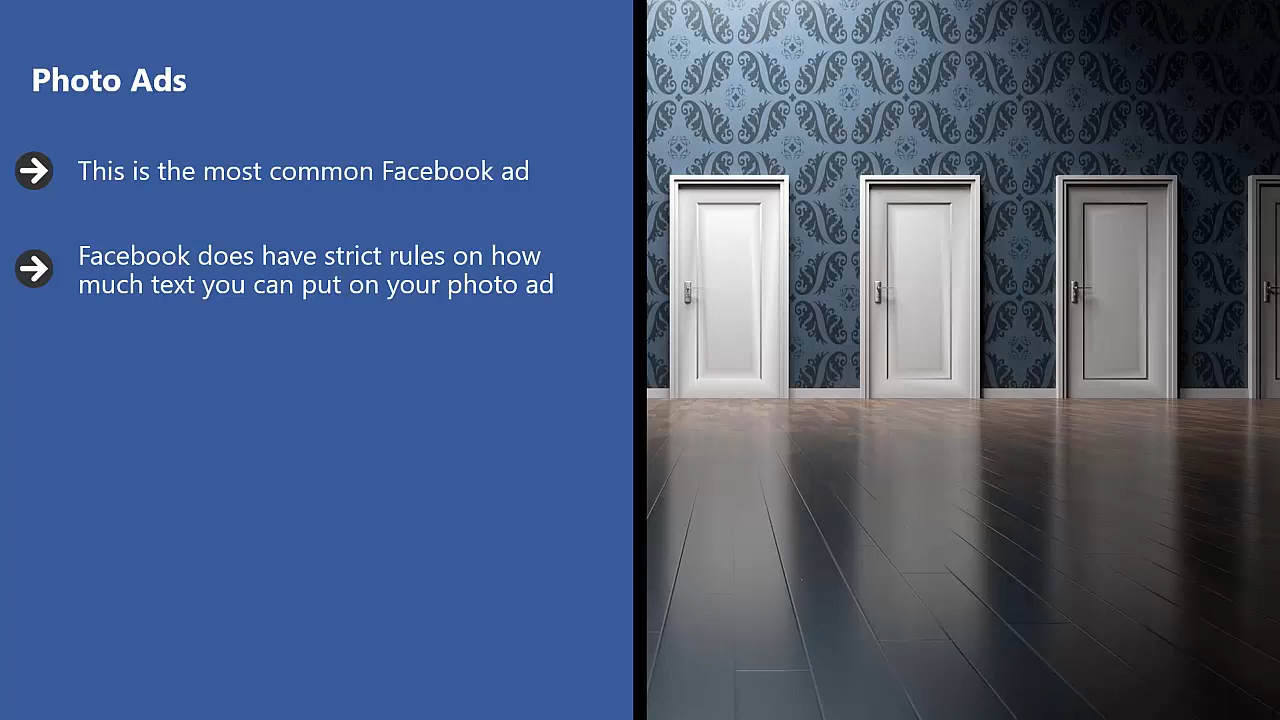 Photo Ads
This is the most common Facebook ad
Facebook does have strict rules on how
much text you can put on your photo ad